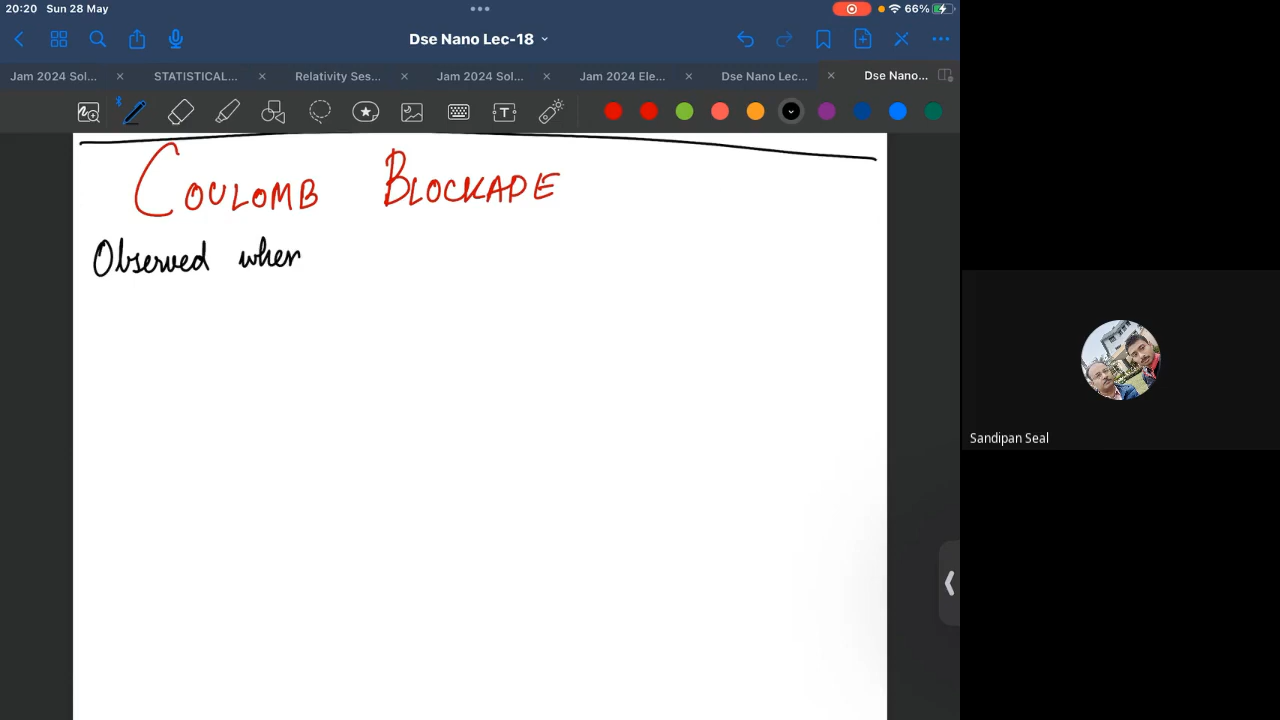 20:20 Sun 28 May
66%
Dse Nano Lec-18
Jam 2024 Sol... STATISTICAL... Relativity Ses... Jam 2024 Sol... Jam 2024 Ele... Dse Nano Lec... Dse Nano...
COULOMB BLOCKADE
Observed when
Sandipan Seal